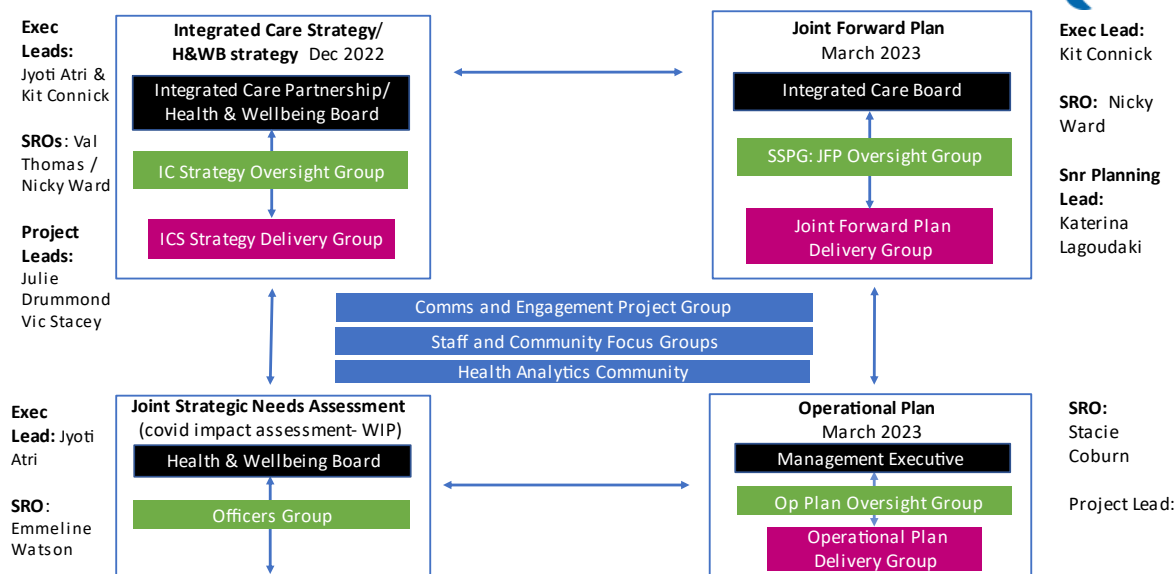 Exec
Leads:
Jyoti Atri &
Kit Connick
SROs: Val
Thomas /
Nicky Ward
Project
Leads:
Julie
Drummond
Vic Stacey
Integrated Care Strategy/
H&WB strategy Dec 2022
Integrated Care Partnership/
Health & Wellbeing Board
IC Strategy Oversight Group
ICS Strategy Delivery Group
Joint Forward Plan
March 2023
Integrated Care Board
SSPG: JFP Oversight Group
Joint Forward Plan
Delivery Group
Exec Lead:
Kit Connick
SRO: Nicky
Ward
Snr Planning
Lead:
Katerina
Lagoudaki
Comms and Engagement Project Group
Staff and Community Focus Groups
Health Analytics Community
Exec
Lead: Jyoti
Atri
SRO:
Emmeline
Watson
Joint Strategic Needs Assessment
(covid impact assessment- WIP)
Health & Wellbeing Board
Officers Group
Operational Plan
March 2023
Management Executive
Op Plan Oversight Group
Operational Plan
Delivery Group
SRO:
Stacie
Coburn
Project Lead: